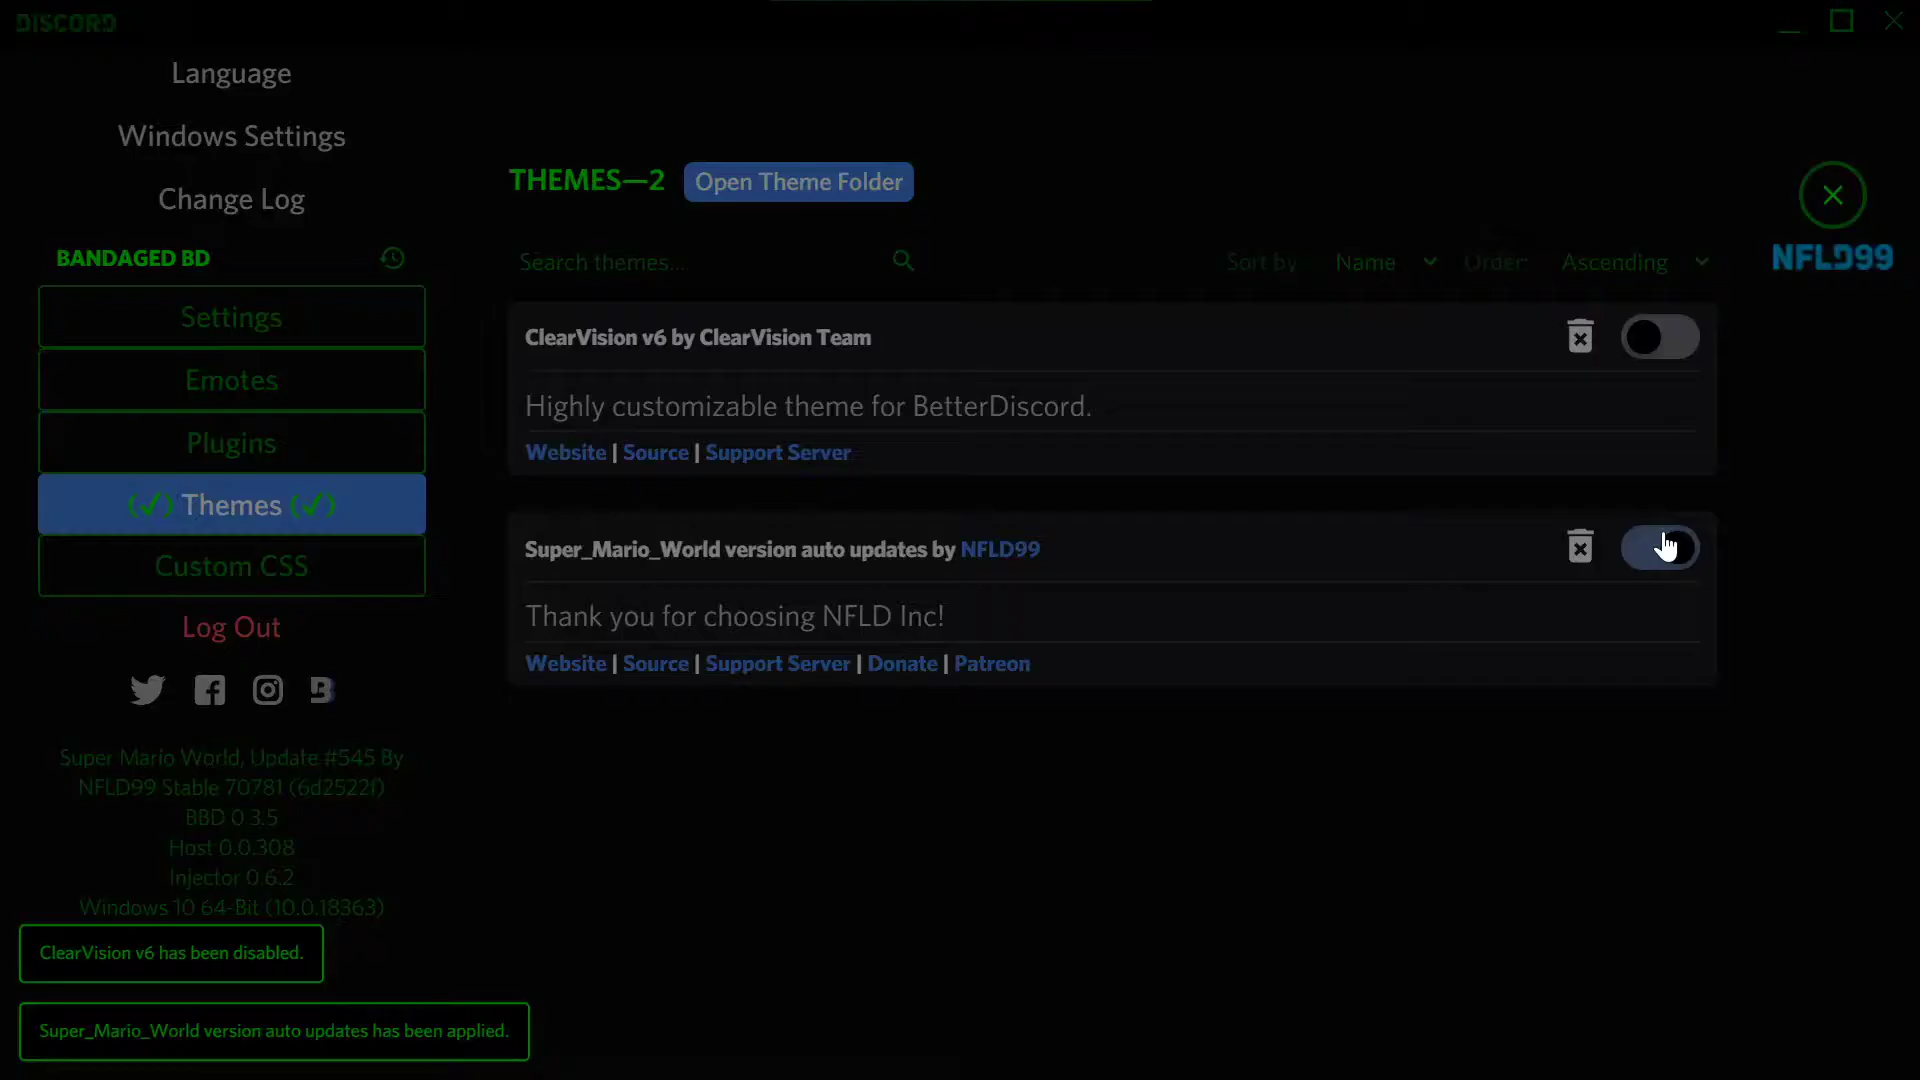 DISCORD
Language
Windows Settings
Change Log
BANDAGED BD
Settings
Emotes
Plugins
(✓) Themes (✓)
Custom CSS
Log Out
Super Mario World, Update #545 By
NFLD99 Stable 70781 (6d2522f)
BBD 0.3.5
Host 0.0.308
Injector 0.6.2
Windows 10 64-Bit (10.0.18363)
ClearVision v6 has been disabled.
Super_Mario_World version auto updates has been applied.
THEMES—2 Open Theme Folder
Search themes...
Sort by: Name Order: Ascending
NFLD99
ClearVision v6 by ClearVision Team
Highly customizable theme for BetterDiscord.
Website | Source | Support Server
Super_Mario_World version auto updates by NFLD99
Thank you for choosing NFLD Inc!
Website | Source | Support Server | Donate | Patreon